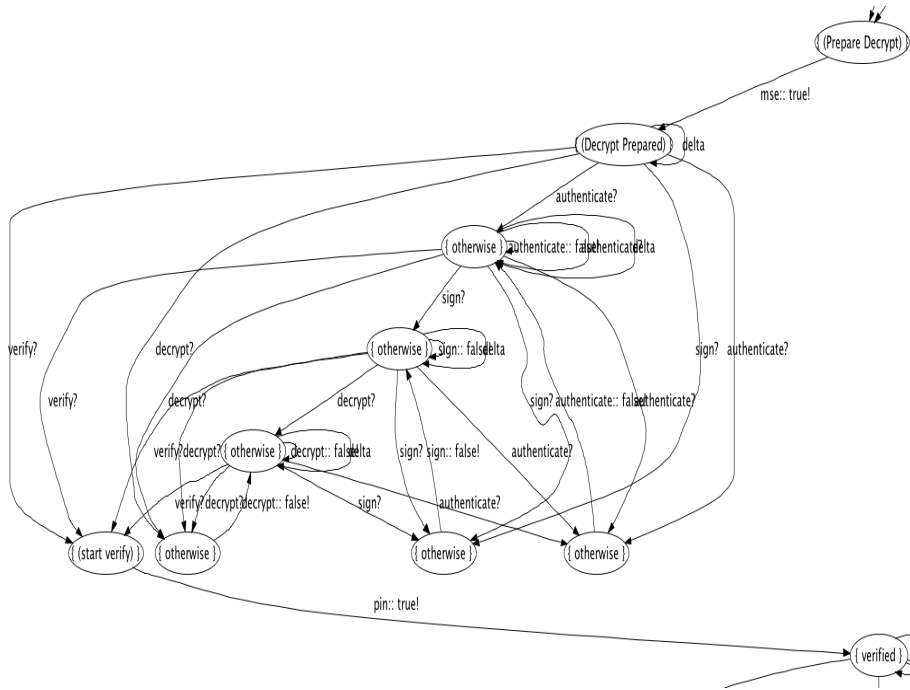 { (Prepare Decrypt) }
mse:: true!
{ (Decrypt Prepared) }
delta
authenticate?
{ otherwise }
authenticate:: false!
authenticate?
delta
sign?
verify?
decrypt?
{ otherwise }
sign:: false!
delta
sign?
authenticate?
verify?
decrypt?
decrypt?
sign?
authenticate:: false!
authenticate?
verify?
decrypt?
{ otherwise }
decrypt:: false!
delta
sign?
sign:: false!
authenticate?
verify?
decrypt?
decrypt:: false!
sign?
authenticate?
{ (start verify) }
{ otherwise }
{ otherwise }
{ otherwise }
pin:: true!
{ verified }